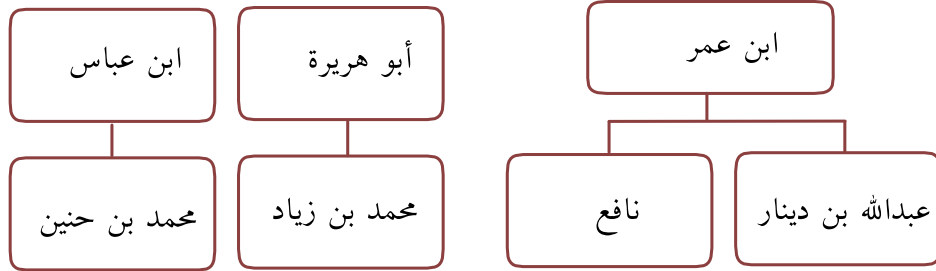 ابن عمر
أبو هريرة
ابن عباس
عبدالله بن دينار
نافع
محمد بن زياد
محمد بن حنين